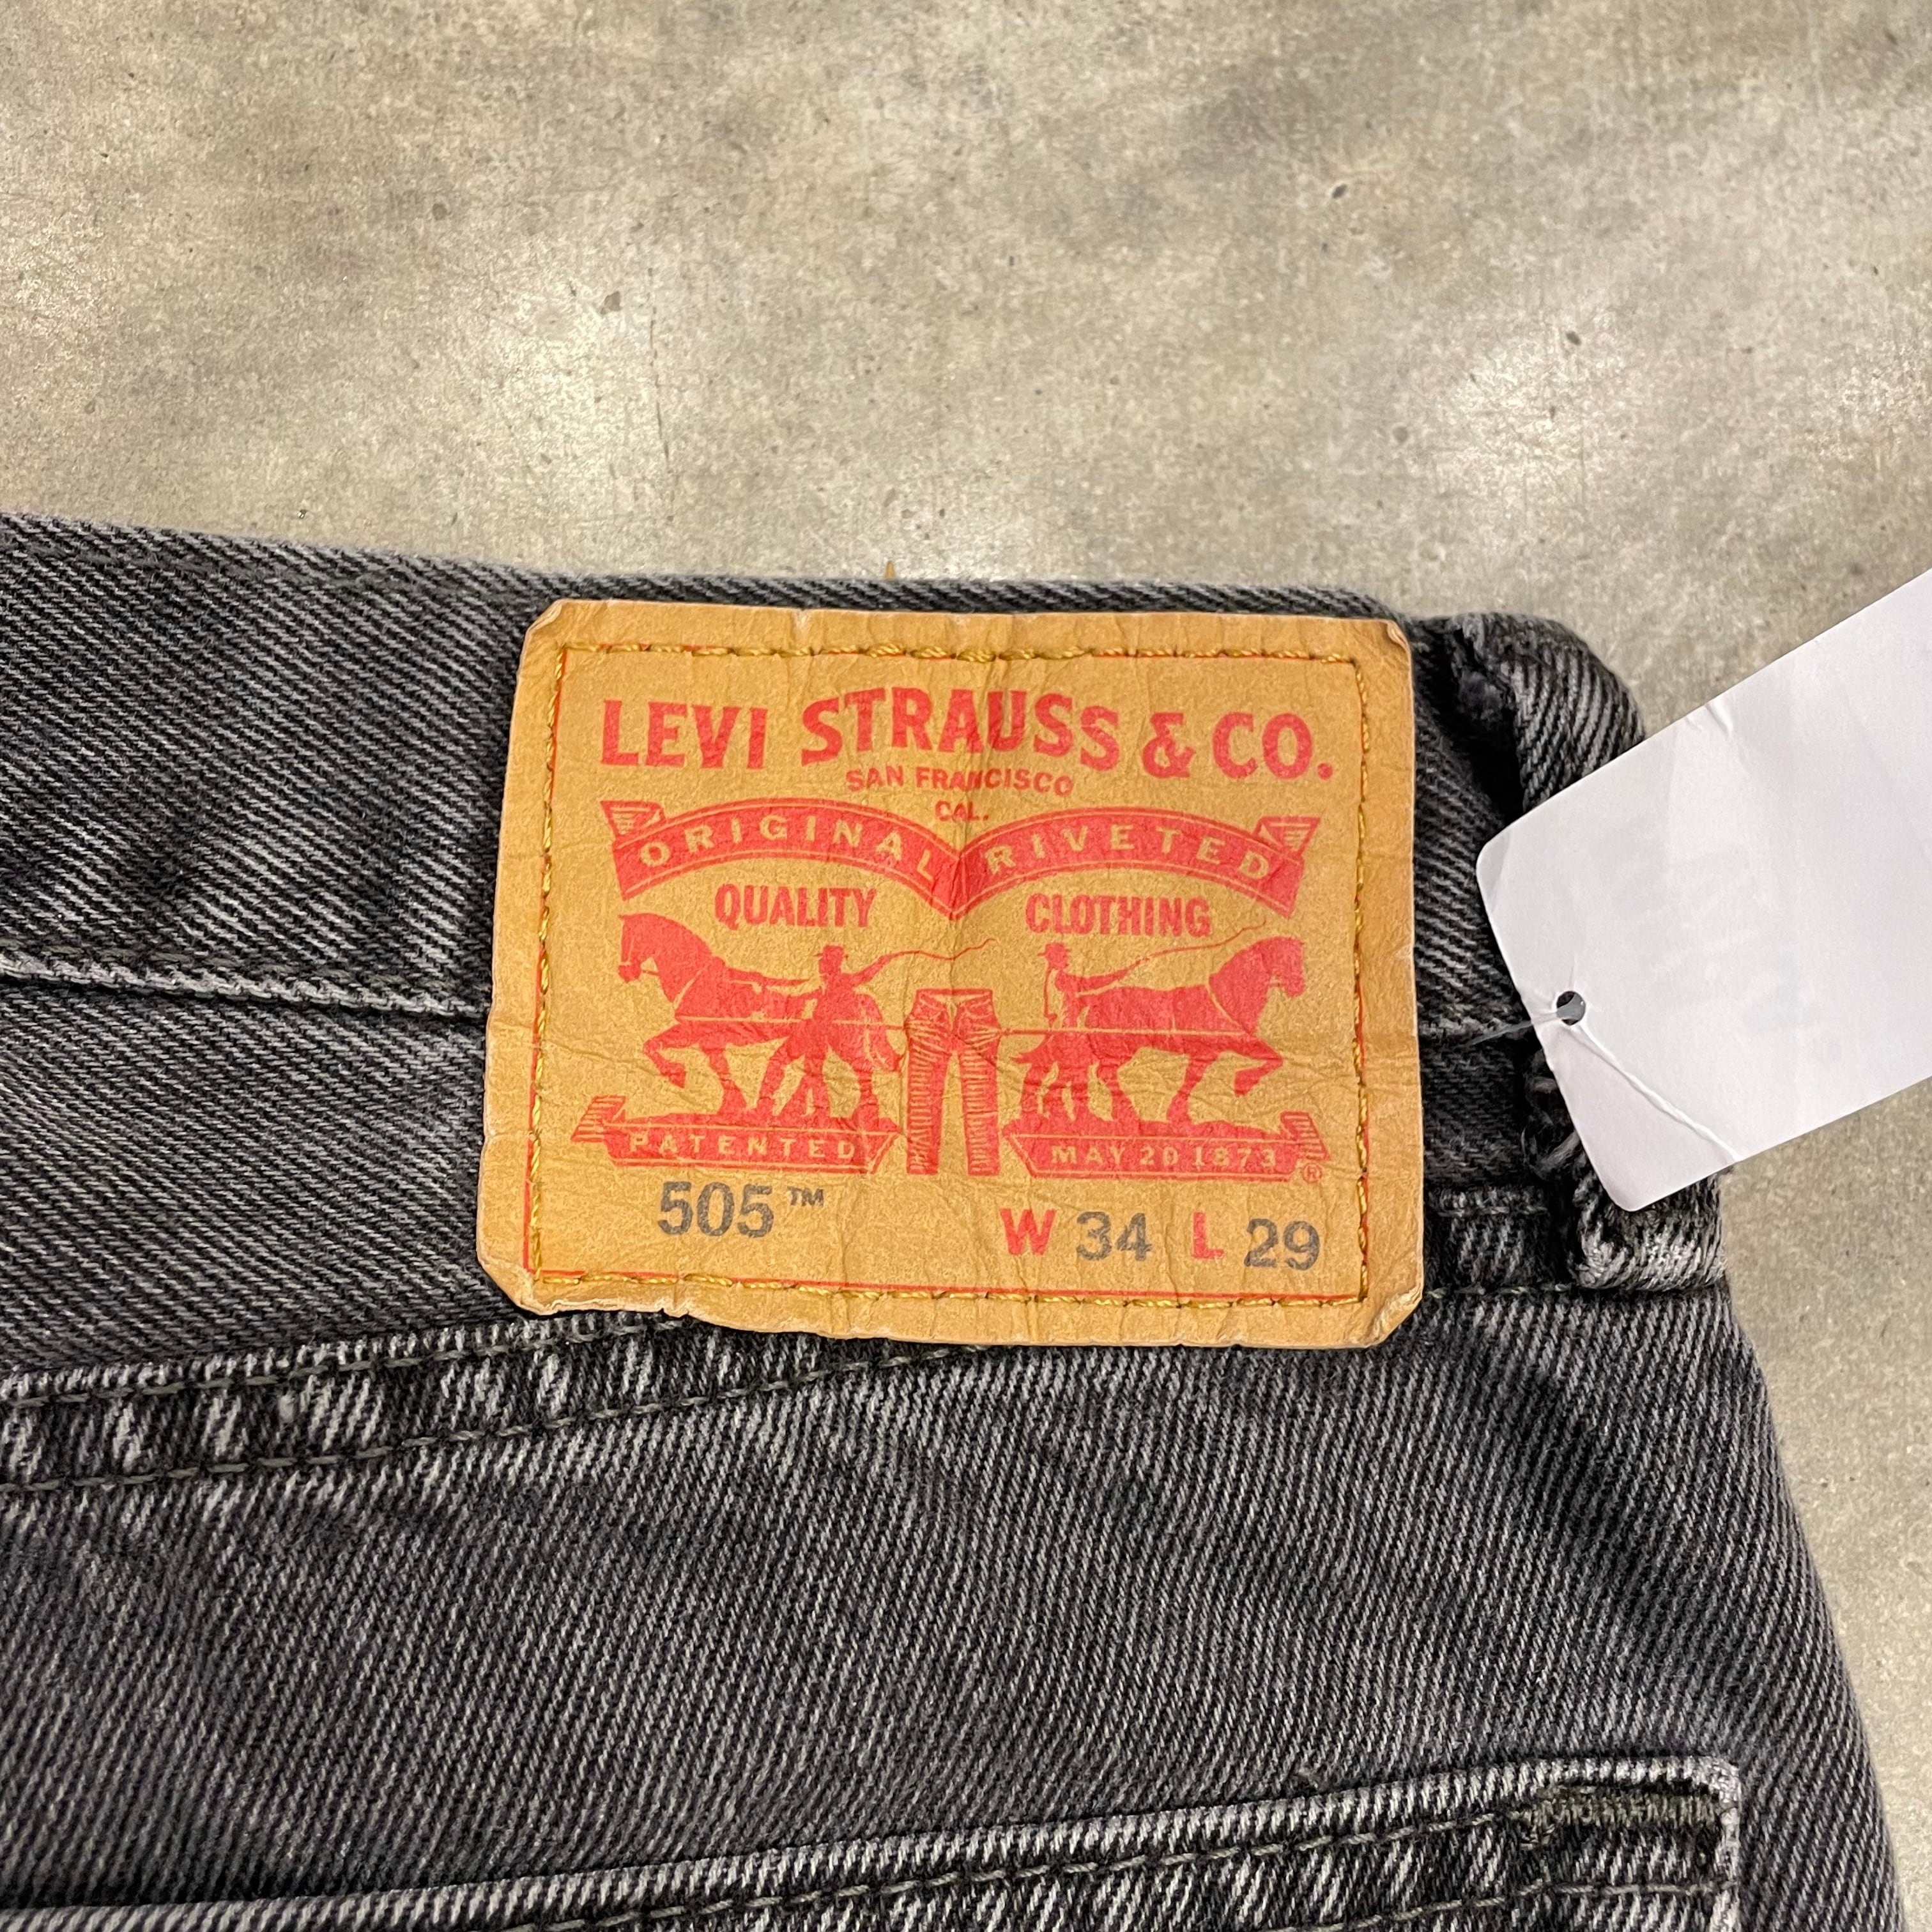 LEVI STRAUSS & CO.
SAN FRANCISCO
CAL.
ORIGINAL RIVETED
QUALITY CLOTHING
PATENTED MAY 20 1873 ®
505™ W 34 L 29